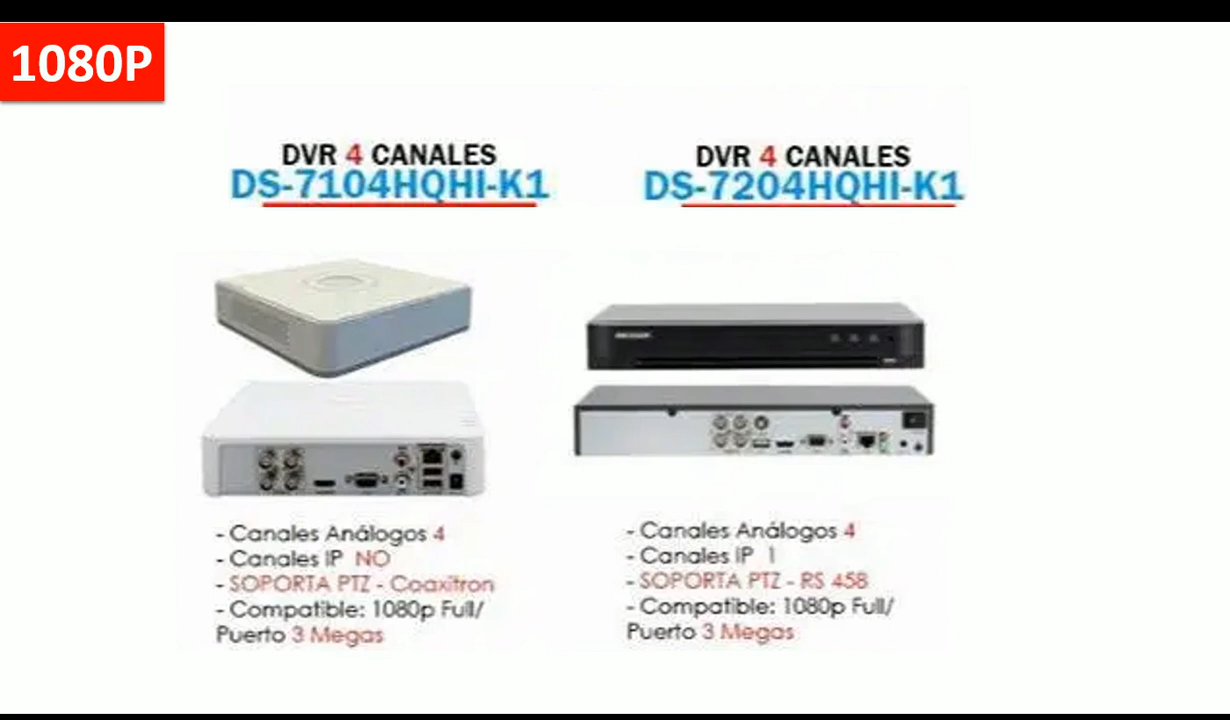 1080P
DVR 4 CANALES
DS-7104HQHI-K1
DVR 4 CANALES
DS-7204HQHI-K1
- Canales Análogos 4
- Canales IP NO
- SOPORTA PTZ - Coaxitron
- Compatible: 1080p Full/
Puerto 3 Megas
- Canales Análogos 4
- Canales IP 1
- SOPORTA PTZ - RS 458
- Compatible: 1080p Full/
Puerto 3 Megas